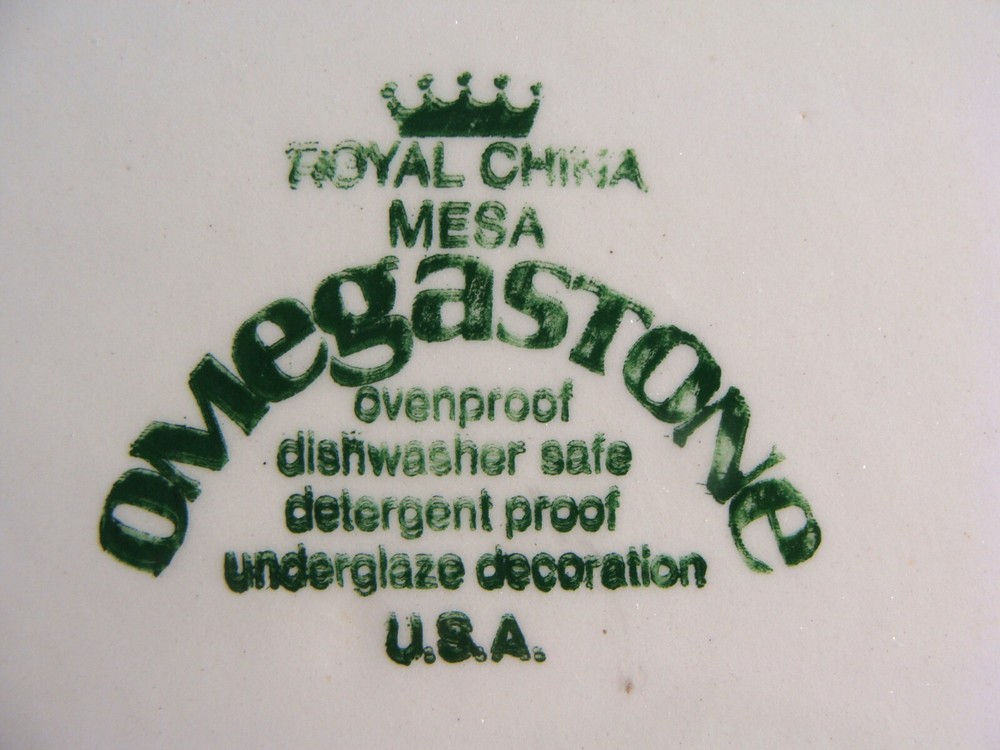 ROYAL CHINA
MESA
OMegaSTONe
ovenproof
dishwasher safe
detergent proof
underglaze decoration
U.S.A.